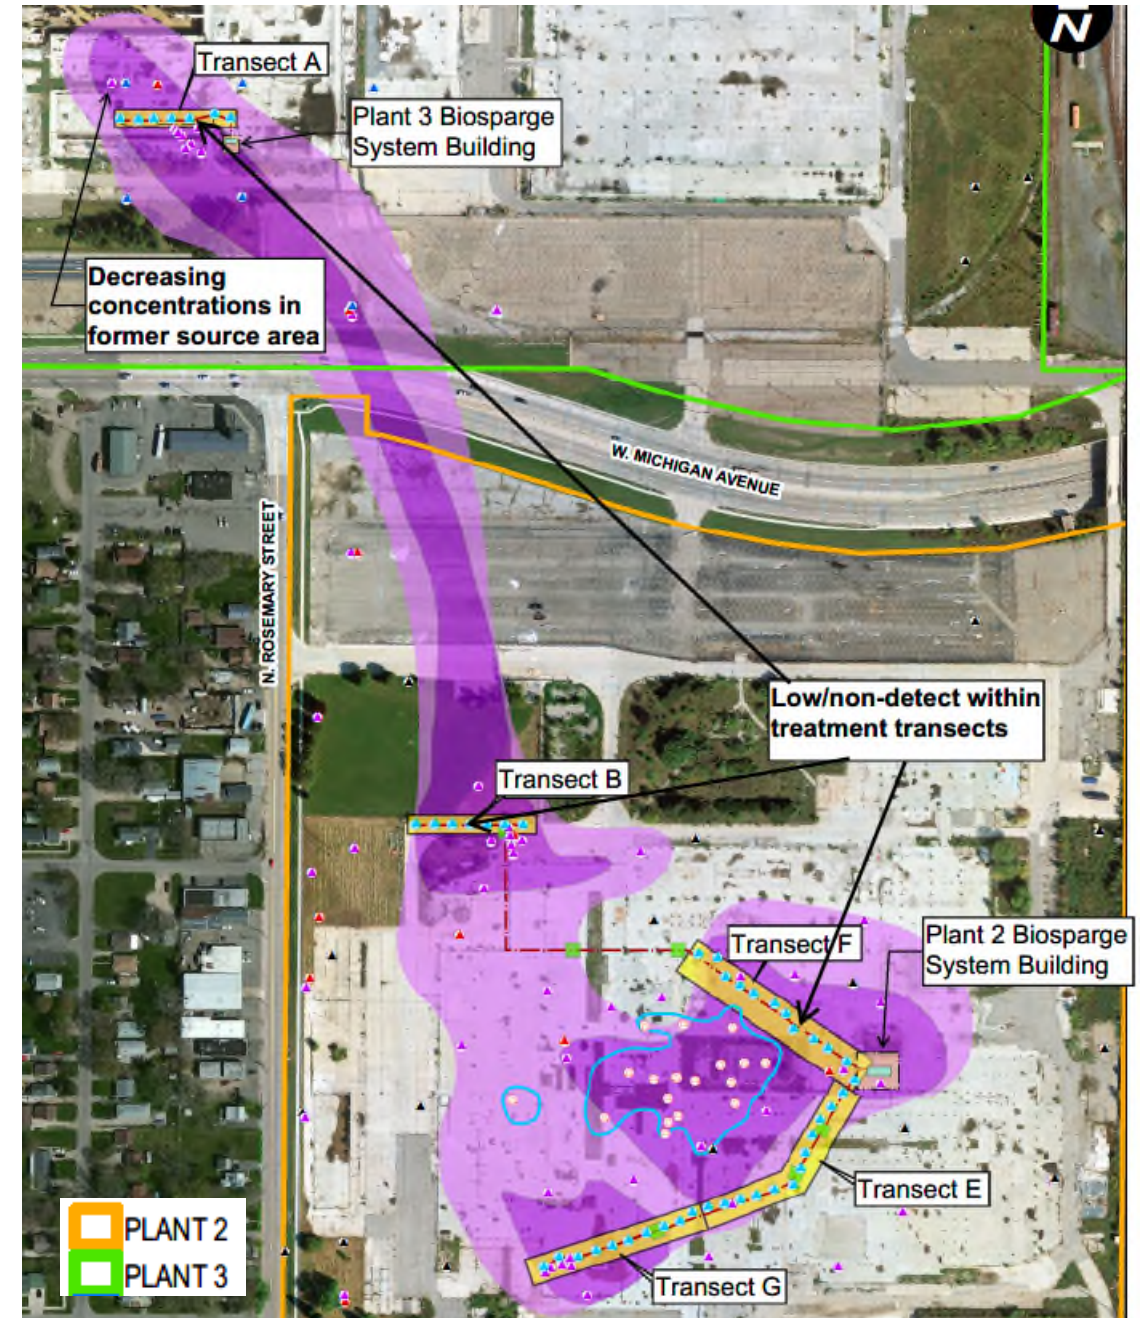 N
Transect A
Plant 3 Biosparge
System Building
Decreasing
concentrations in
former source area
W. MICHIGAN AVENUE
N. ROSEMARY STREET
Low/non-detect within
treatment transects
Transect B
Transect F
Plant 2 Biosparge
System Building
Transect E
Transect G
PLANT 2
PLANT 3